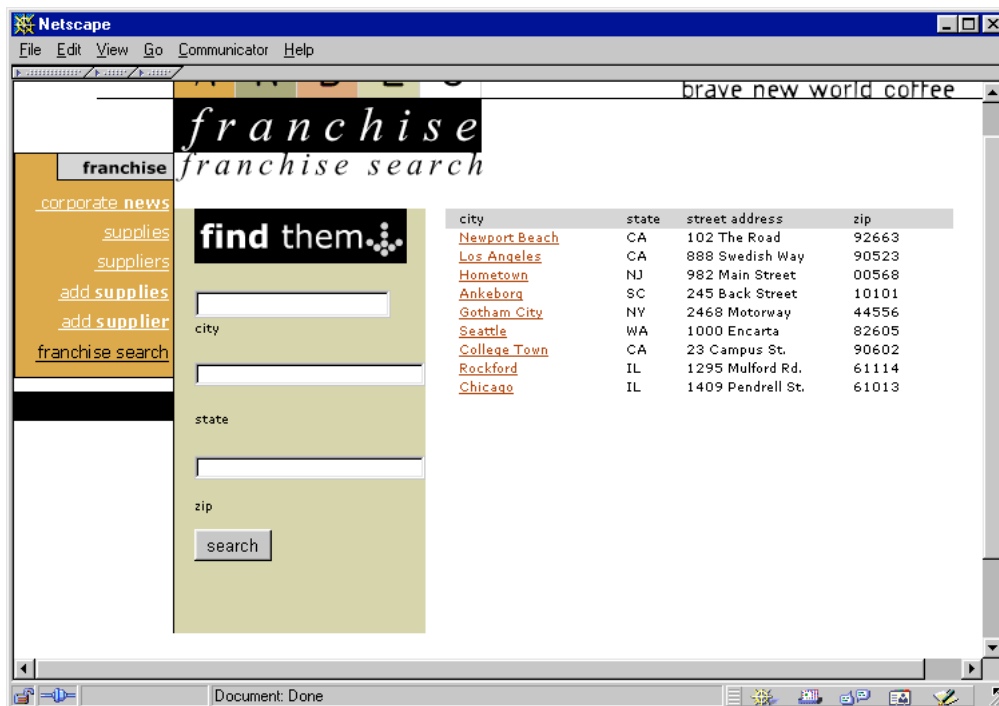 Netscape
File Edit View Go Communicator Help
ANDES
brave new world coffee
franchise
franchise search
franchise
corporate news
supplies
suppliers
add supplies
add supplier
franchise search
find them
city
state
zip
search
city state street address zip
Newport Beach CA 102 The Road 92663
Los Angeles CA 888 Swedish Way 90523
Hometown NJ 982 Main Street 00568
Ankeborg SC 245 Back Street 10101
Gotham City NY 2468 Motorway 44556
Seattle WA 1000 Encarta 82605
College Town CA 23 Campus St. 90602
Rockford IL 1295 Mulford Rd. 61114
Chicago IL 1409 Pendrell St. 61013
Document: Done